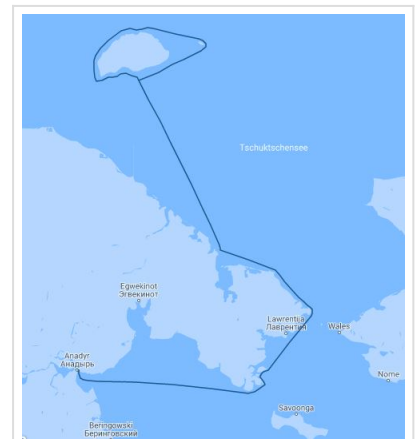 Tschuktschensee
Egwekinot
Эгвекинот
Lawrentija
Лаврентия
Wales
Anadyr
Анадырь
Nome
Savoonga
Beringowski
Беринговский